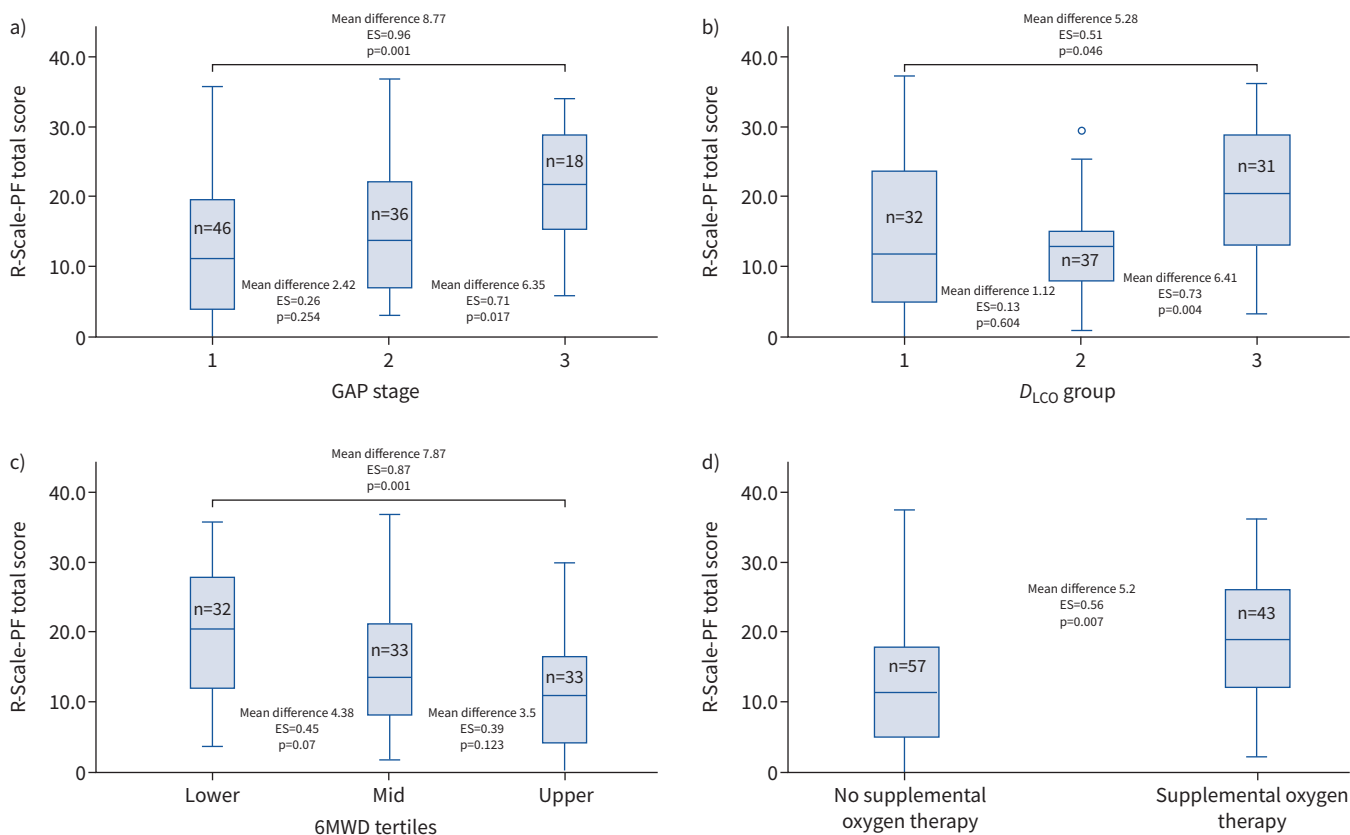 a)
Mean difference 8.77
ES=0.96
p=0.001
R-Scale-PF total score
40.0
30.0
20.0
10.0
0
n=46
n=36
n=18
Mean difference 2.42
ES=0.26
p=0.254
Mean difference 6.35
ES=0.71
p=0.017
1 2 3
GAP stage
b)
Mean difference 5.28
ES=0.51
p=0.046
R-Scale-PF total score
40.0
30.0
20.0
10.0
0
n=32
n=37
n=31
Mean difference 1.12
ES=0.13
p=0.604
Mean difference 6.41
ES=0.73
p=0.004
1 2 3
DLCO group
c)
Mean difference 7.87
ES=0.87
p=0.001
R-Scale-PF total score
40.0
30.0
20.0
10.0
0
n=32
n=33
n=33
Mean difference 4.38
ES=0.45
p=0.07
Mean difference 3.5
ES=0.39
p=0.123
Lower Mid Upper
6MWD tertiles
d)
R-Scale-PF total score
40.0
30.0
20.0
10.0
0
n=57
Mean difference 5.2
ES=0.56
p=0.007
n=43
No supplemental
oxygen therapy
Supplemental oxygen
therapy